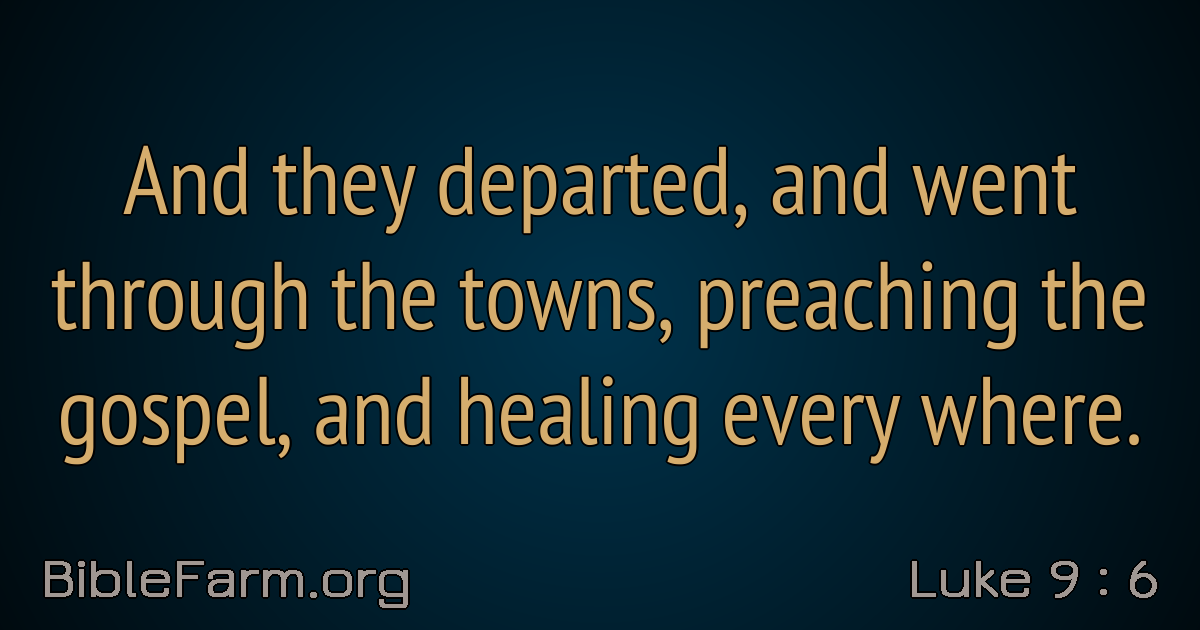 And they departed, and went
through the towns, preaching the
gospel, and healing every where.
BibleFarm.org
Luke 9 : 6